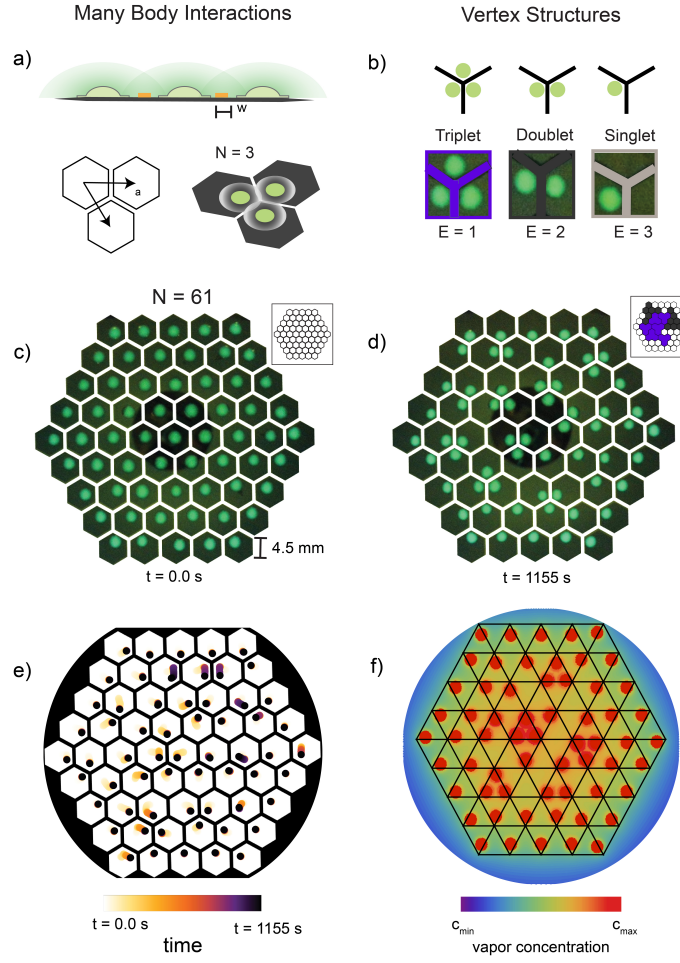 Many Body Interactions
Vertex Structures
a)
w
a
N = 3
b)
Triplet
Doublet
Singlet
E = 1
E = 2
E = 3
N = 61
c)
4.5 mm
t = 0.0 s
d)
t = 1155 s
e)
t = 0.0 s
t = 1155 s
time
f)
cmin
cmax
vapor concentration